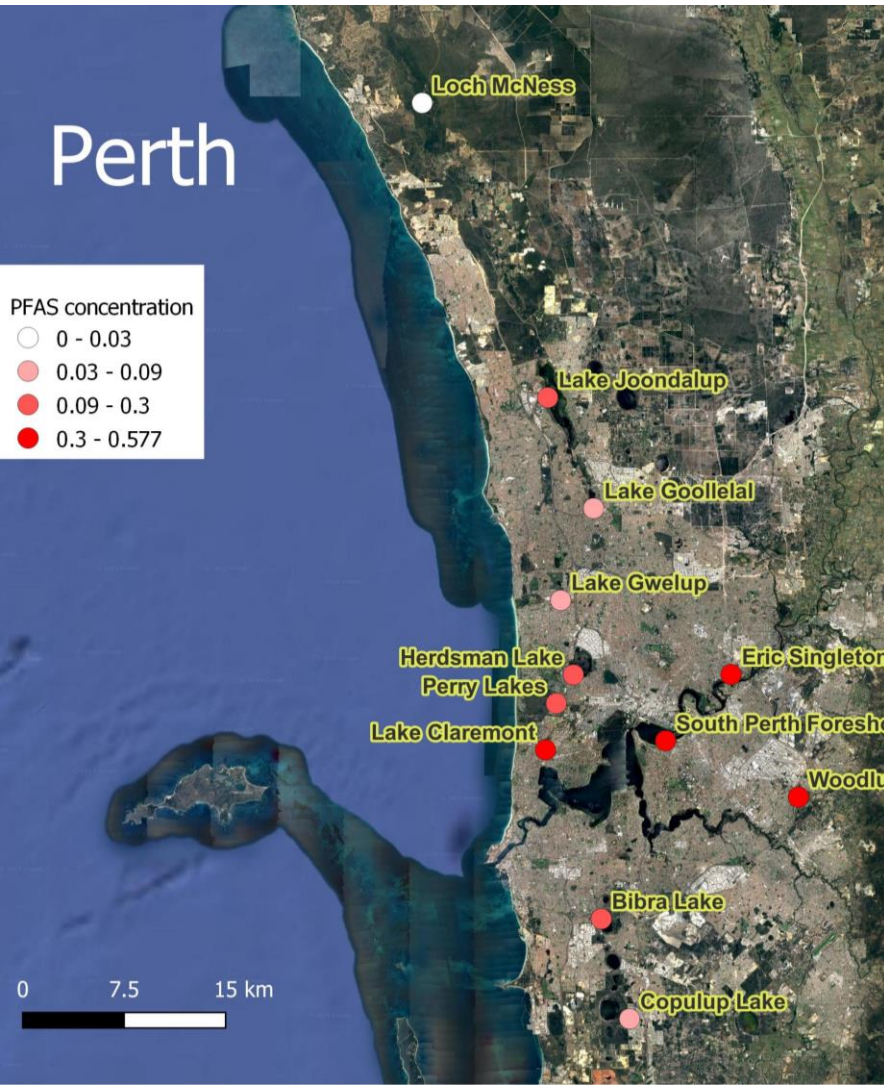 Loch McNess
Perth
PFAS concentration
0 - 0.03
0.03 - 0.09
0.09 - 0.3
0.3 - 0.577
Lake Joondalup
Lake Goollelal
Lake Gwelup
Herdsman Lake
Eric Singleton
Perry Lakes
South Perth Foresho
Lake Claremont
Woodlu
Bibra Lake
Copulup Lake
0 7.5 15 km